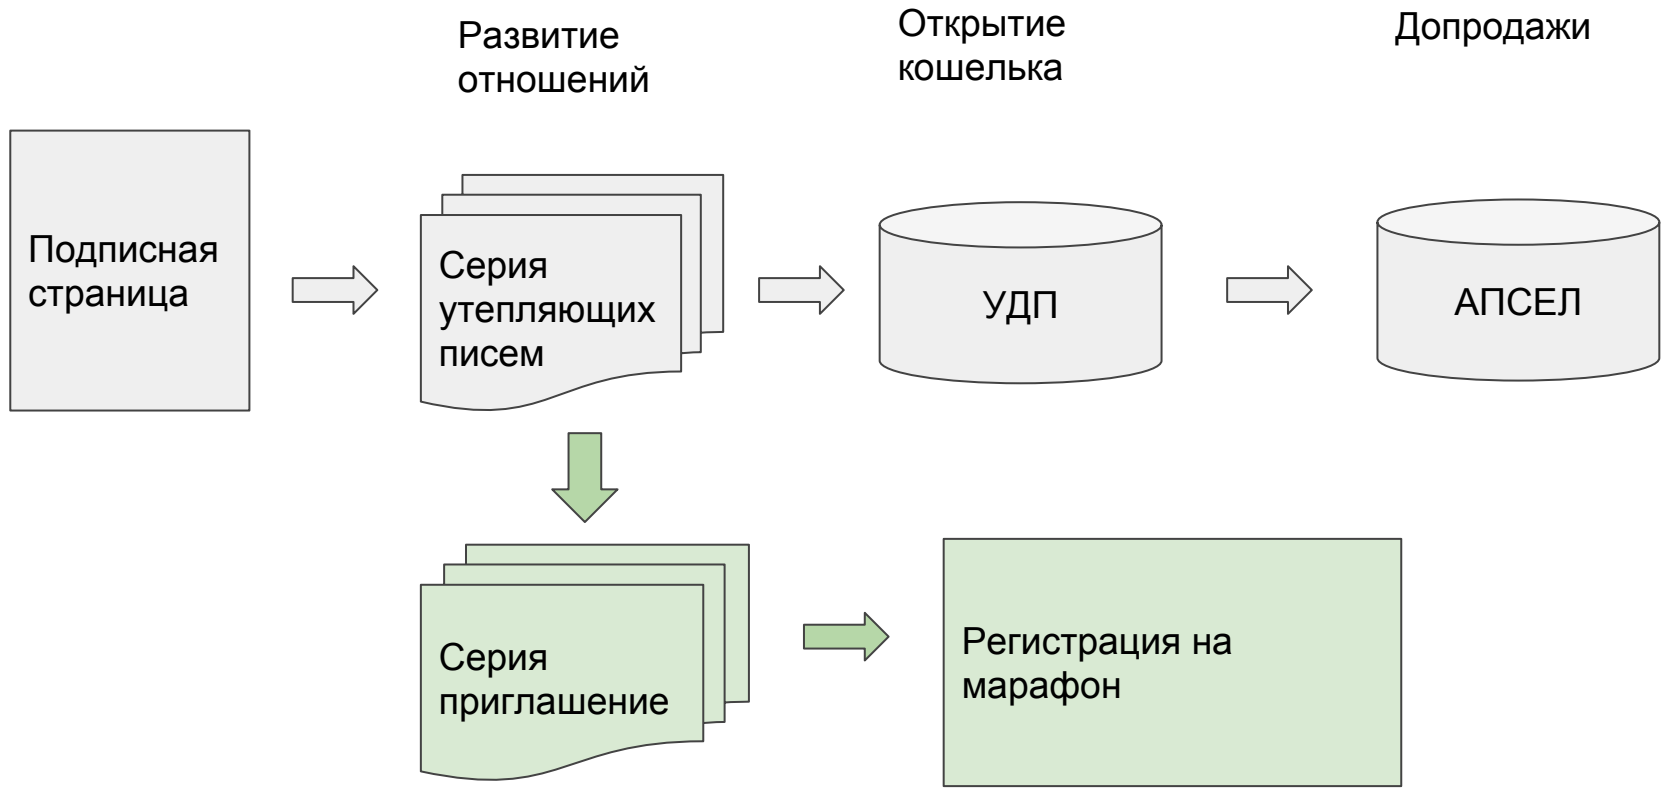 Развитие
отношений
Открытие
кошелька
Допродажи
Подписная
страница
Серия
утепляющих
писем
УДП
АПСЕЛ
Серия
приглашение
Регистрация на
марафон